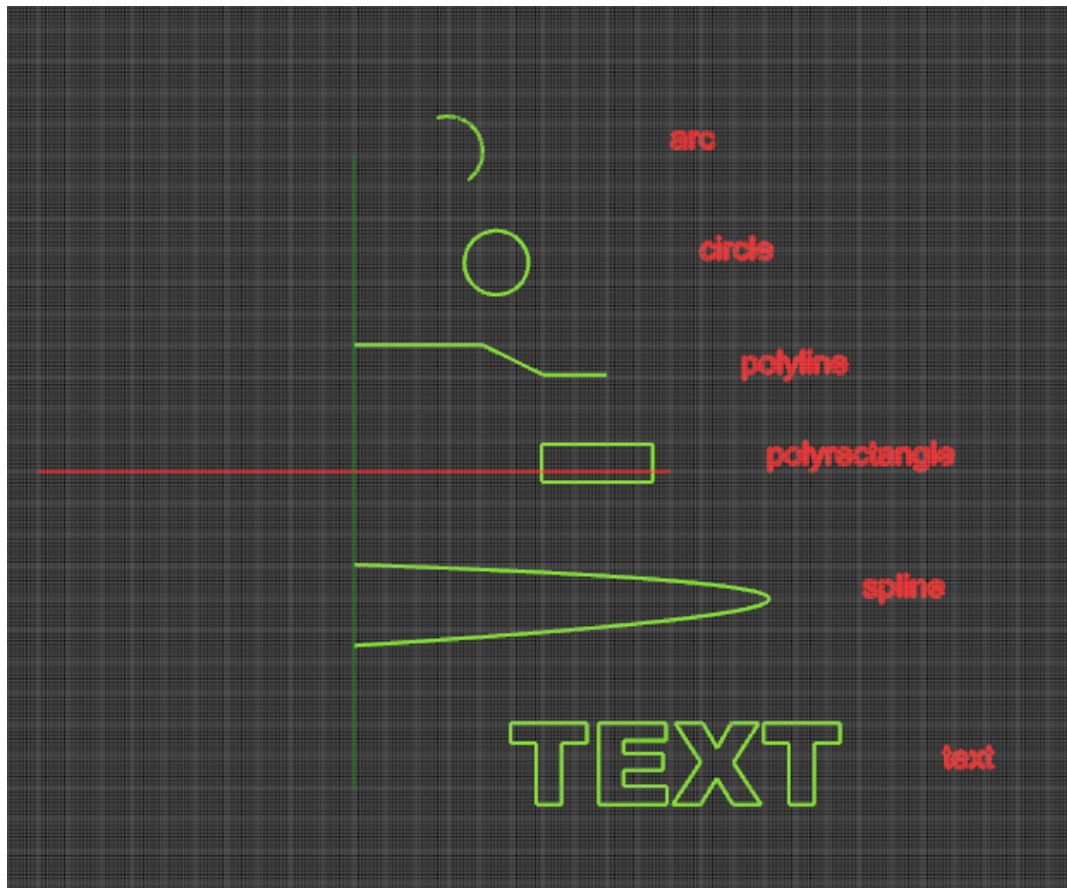 arc
circle
polyline
polyrectangle
spline
TEXT
text